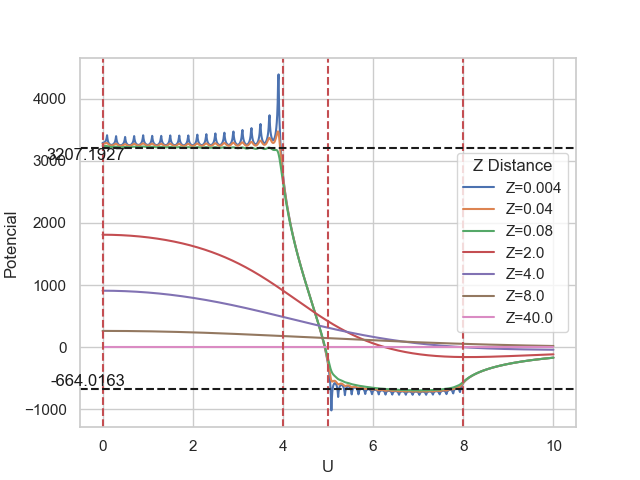 4000
3207.1927
3000
2000
1000
0
-664.0163
−1000
Potencial
0 2 4 6 8 10
U
Z Distance
Z=0.004
Z=0.04
Z=0.08
Z=2.0
Z=4.0
Z=8.0
Z=40.0